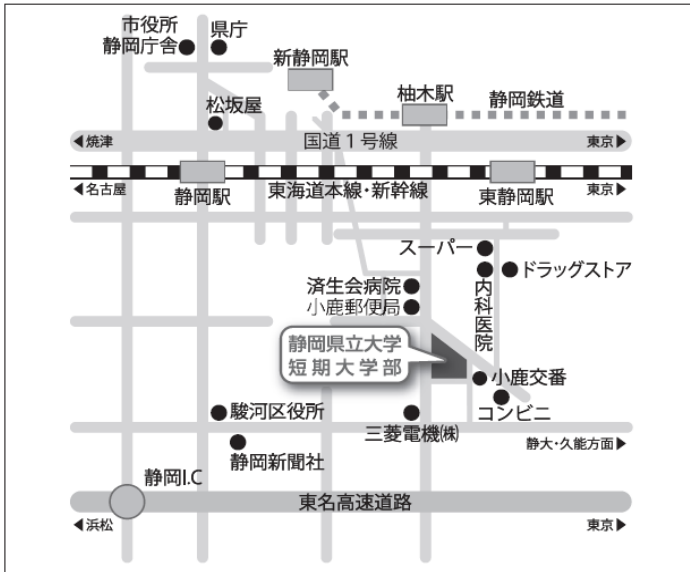 市役所
静岡庁舎
県庁
新静岡駅
柚木駅
静岡鉄道
松坂屋
◀焼津
国道1号線
東京▶
◀名古屋
静岡駅
東海道本線・新幹線
東静岡駅
東京▶
スーパー
ドラッグストア
内科医院
済生会病院
小鹿郵便局
静岡県立大学
短期大学部
小鹿交番
コンビニ
駿河区役所
三菱電機㈱
静岡新聞社
静大・久能方面▶
静岡I.C
東名高速道路
◀浜松
東京▶